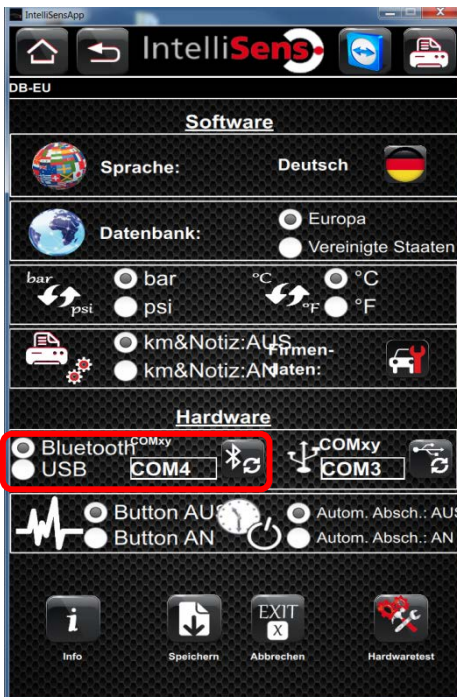 IntelliSensApp
IntelliSens
DB-EU
Software
Sprache: Deutsch
Datenbank:
Europa
Vereinigte Staaten
bar
psi
bar
psi
°C
°F
°C
°F
km&Notiz:AUS
km&Notiz:AN
Firmen-
daten:
Hardware
Bluetooth
USB
COMxy
COM4
COMxy
COM3
Button AUS
Button AN
Autom. Absch.: AUS
Autom. Absch.: AN
i
EXIT
X
Info Speichern Abbrechen Hardwaretest